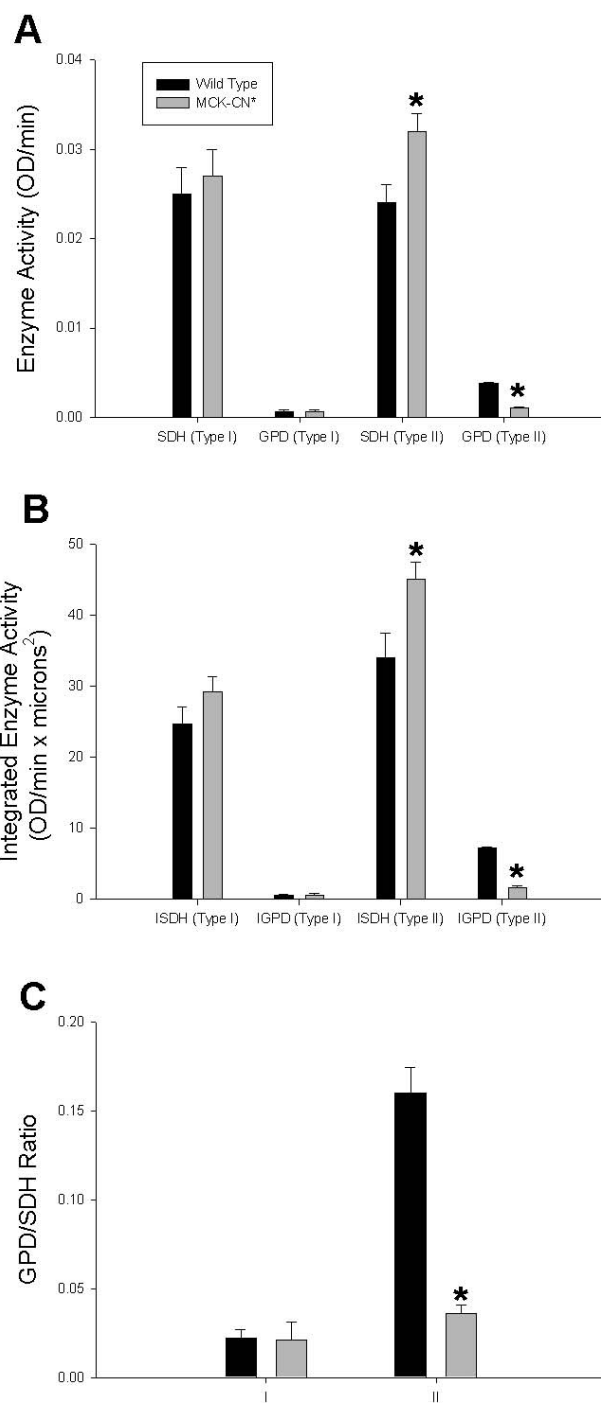 A
Enzyme Activity (OD/min)
0.04
0.03
0.02
0.01
0.00
Wild Type
MCK-CN*
*
*
SDH (Type I)
GPD (Type I)
SDH (Type II)
GPD (Type II)
B
Integrated Enzyme Activity
(OD/min x microns²)
50
40
30
20
10
0
*
*
ISDH (Type I)
IGPD (Type I)
ISDH (Type II)
IGPD (Type II)
C
GPD/SDH Ratio
0.20
0.15
0.10
0.05
0.00
*
I
II